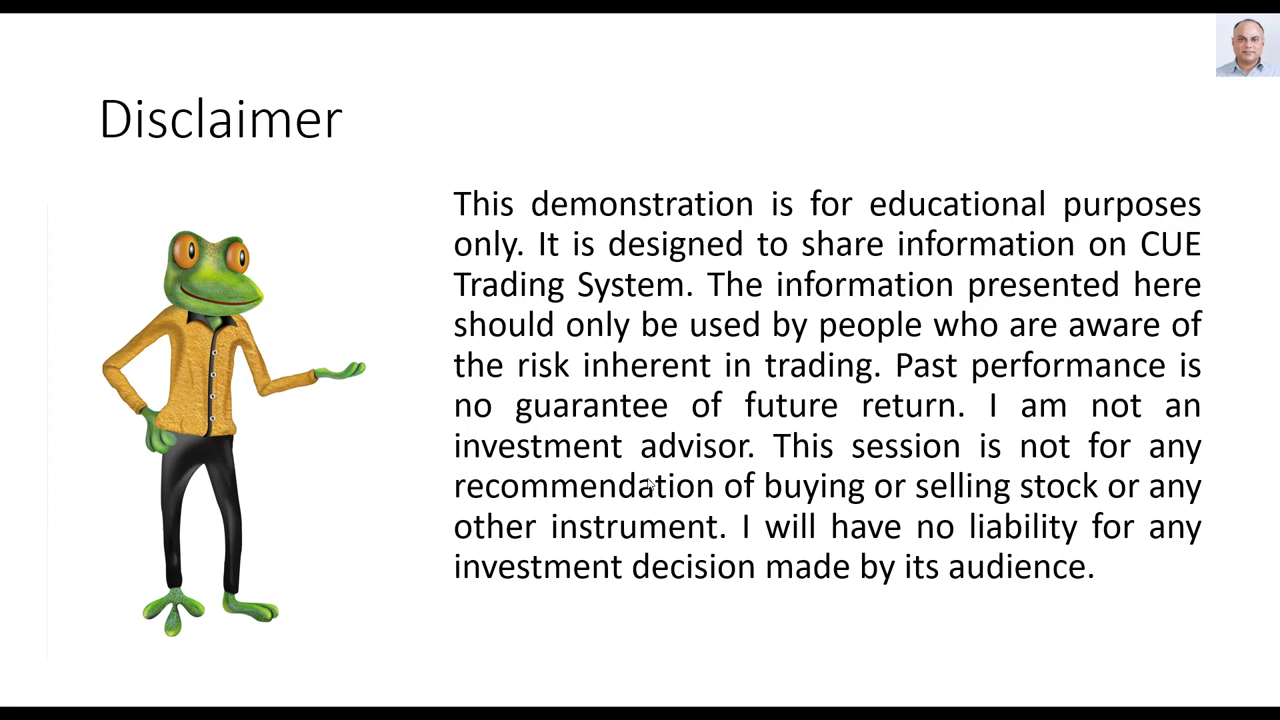 Disclaimer
This demonstration is for educational purposes
only. It is designed to share information on CUE
Trading System. The information presented here
should only be used by people who are aware of
the risk inherent in trading. Past performance is
no guarantee of future return. I am not an
investment advisor. This session is not for any
recommendation of buying or selling stock or any
other instrument. I will have no liability for any
investment decision made by its audience.